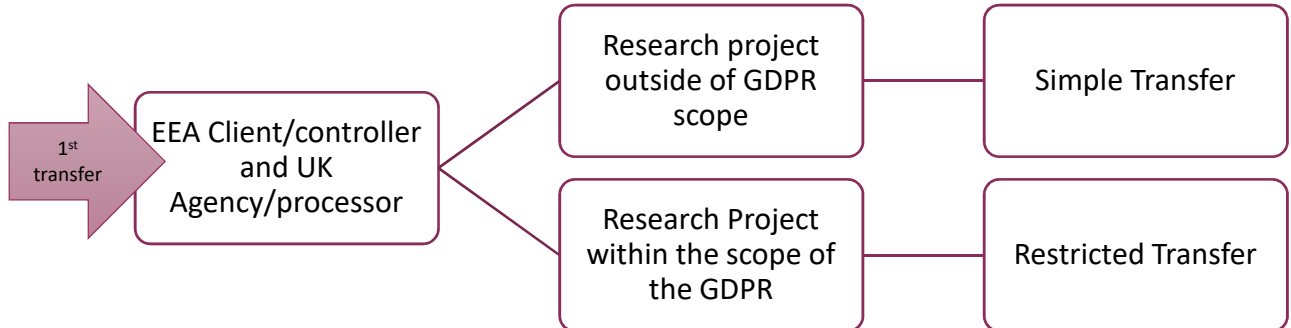 1st
transfer
EEA Client/controller
and UK
Agency/processor
Research project
outside of GDPR
scope
Simple Transfer
Research Project
within the scope of
the GDPR
Restricted Transfer